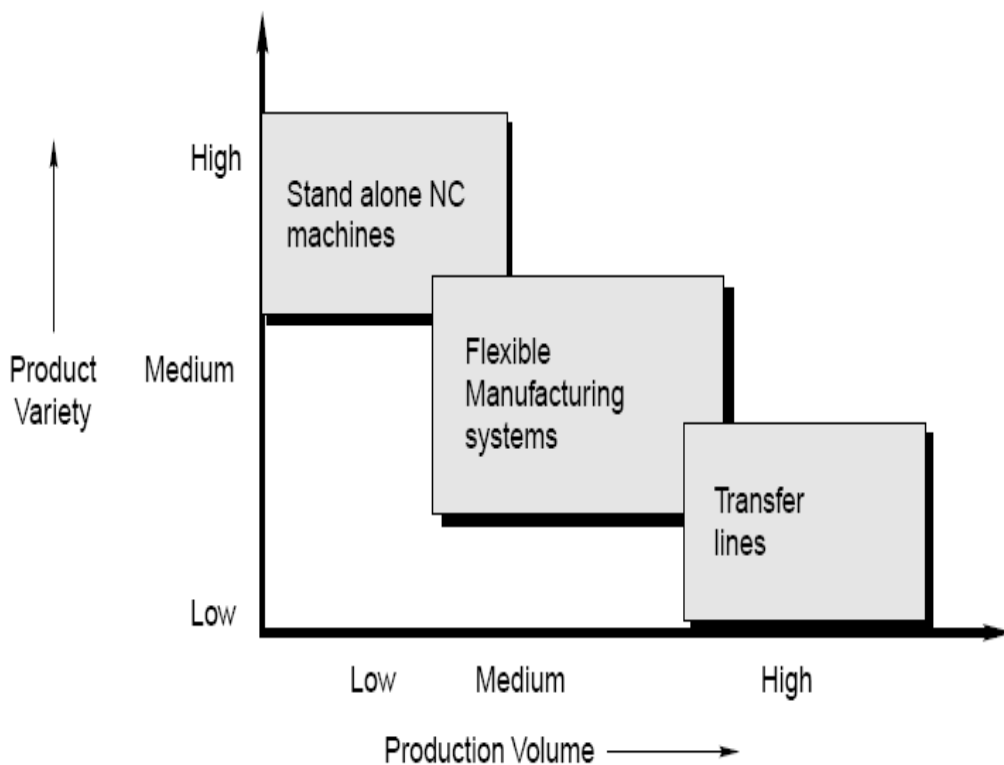 High
Stand alone NC
machines
Product
Variety
Medium
Flexible
Manufacturing
systems
Transfer
lines
Low
Low
Medium
High
Production Volume